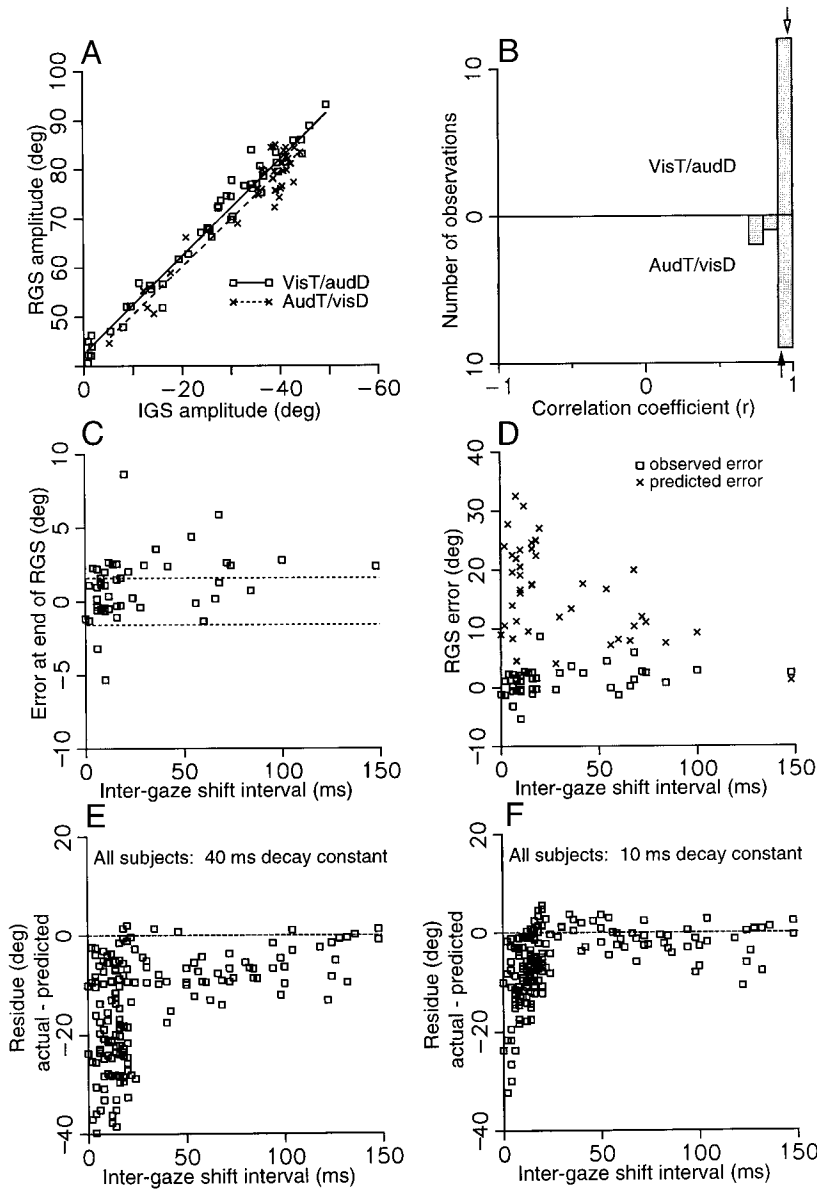 A
RGS amplitude (deg)
100
90
80
70
60
50
VisT/audD
AudT/visD
0
−20
−40
−60
IGS amplitude (deg)
B
Number of observations
10
0
10
VisT/audD
AudT/visD
−1
0
1
Correlation coefficient (r)
C
Error at end of RGS (deg)
10
5
0
−5
−10
0
50
100
150
Inter-gaze shift interval (ms)
D
RGS error (deg)
40
30
20
10
0
−10
observed error
predicted error
0
50
100
150
Inter-gaze shift interval (ms)
E
All subjects: 40 ms decay constant
Residue (deg)
actual - predicted
20
0
−20
−40
0
50
100
150
Inter-gaze shift interval (ms)
F
All subjects: 10 ms decay constant
Residue (deg)
actual - predicted
20
0
−20
−40
0
50
100
150
Inter-gaze shift interval (ms)